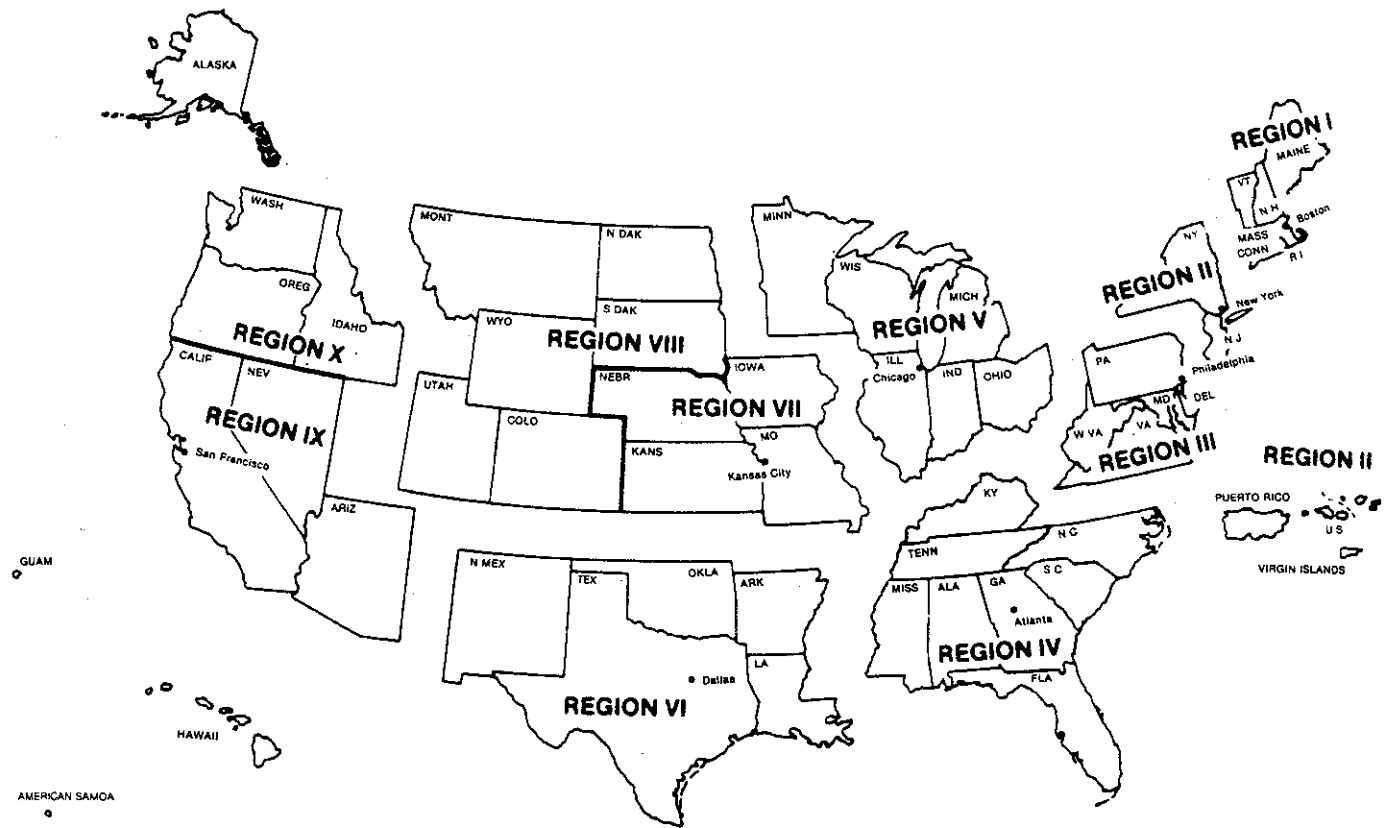 ALASKA
REGION I
MAINE
VT
N H
Boston
MASS
CONN
R I
NY
REGION II
New York
N J
PA
Philadelphia
MD
DEL
W VA
VA
REGION III
REGION II
PUERTO RICO
U S
VIRGIN ISLANDS
WASH
OREG
IDAHO
REGION X
MONT
N DAK
S DAK
WYO
REGION VIII
UTAH
COLO
MINN
WIS
MICH
REGION V
ILL
Chicago
IND
OHIO
CALIF
NEV
REGION IX
San Francisco
ARIZ
NEBR
IOWA
REGION VII
KANS
MO
Kansas City
KY
TENN
N C
S C
MISS
ALA
GA
Atlanta
REGION IV
FLA
N MEX
TEX
OKLA
ARK
LA
Dallas
REGION VI
GUAM
HAWAII
AMERICAN SAMOA